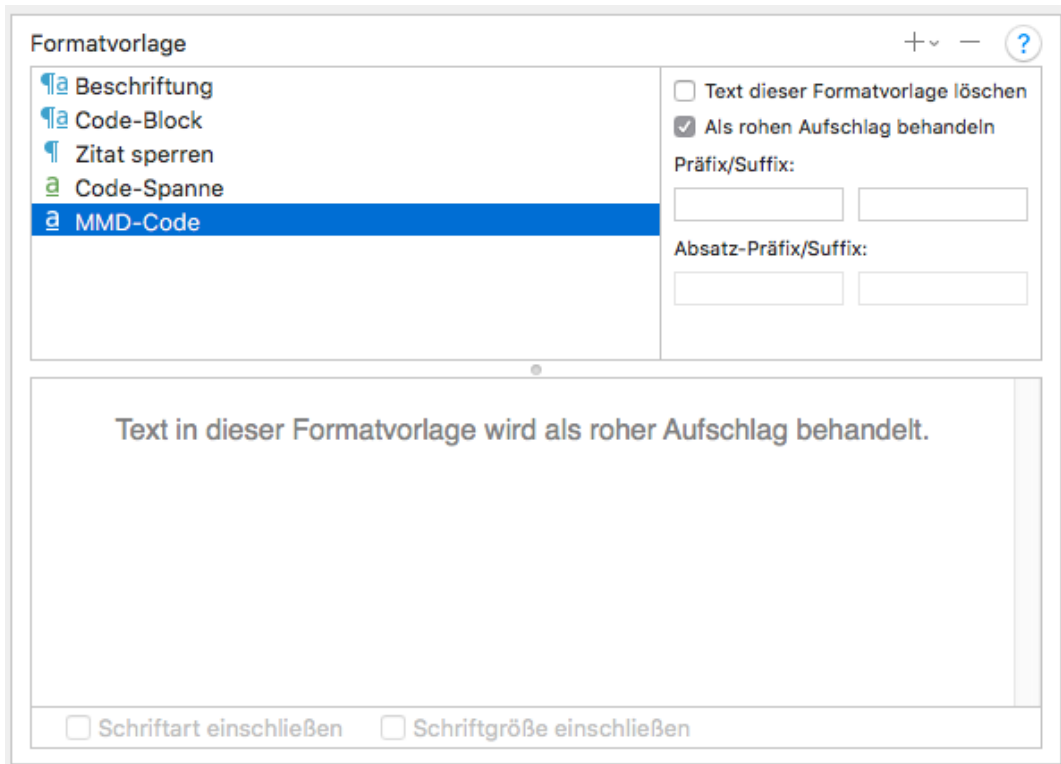 Formatvorlage
?
¶a Beschriftung
¶a Code-Block
¶ Zitat sperren
a Code-Spanne
a MMD-Code
Text dieser Formatvorlage löschen
Als rohen Aufschlag behandeln
Präfix/Suffix:
Absatz-Präfix/Suffix:
Text in dieser Formatvorlage wird als roher Aufschlag behandelt.
Schriftart einschließen Schriftgröße einschließen